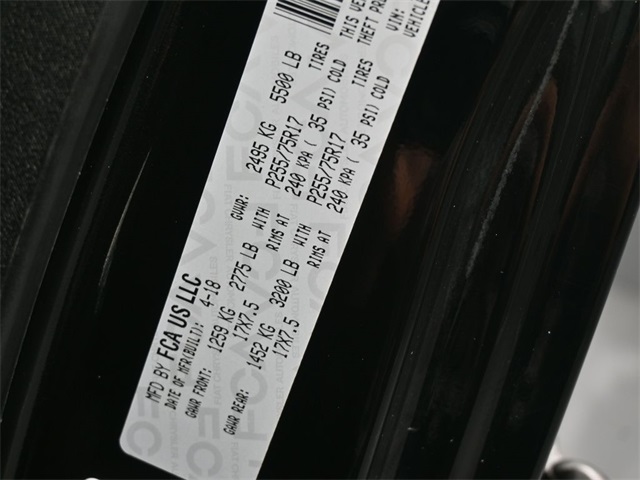 MFD BY FCA US LLC
DATE OF MFR(BUILT): 4-18 GVWR: 2495 KG 5500 LB
GAWR FRONT: 1259 KG 2775 LB WITH P255/75R17 TIRES
17X7.5 RIMS AT 240 KPA ( 35 PSI) COLD
GAWR REAR: 1452 KG 3200 LB WITH P255/75R17 TIRES
17X7.5 RIMS AT 240 KPA ( 35 PSI) COLD
THIS
THEFT
VIN:
VEHICLE